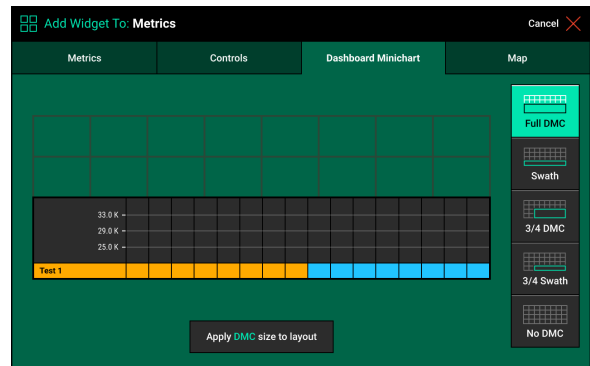 Add Widget To: Metrics
Cancel
Metrics
Controls
Dashboard Minichart
Map
Full DMC
Swath
3/4 DMC
3/4 Swath
No DMC
33.0 K
29.0 K
25.0 K
Test 1
Apply DMC size to layout